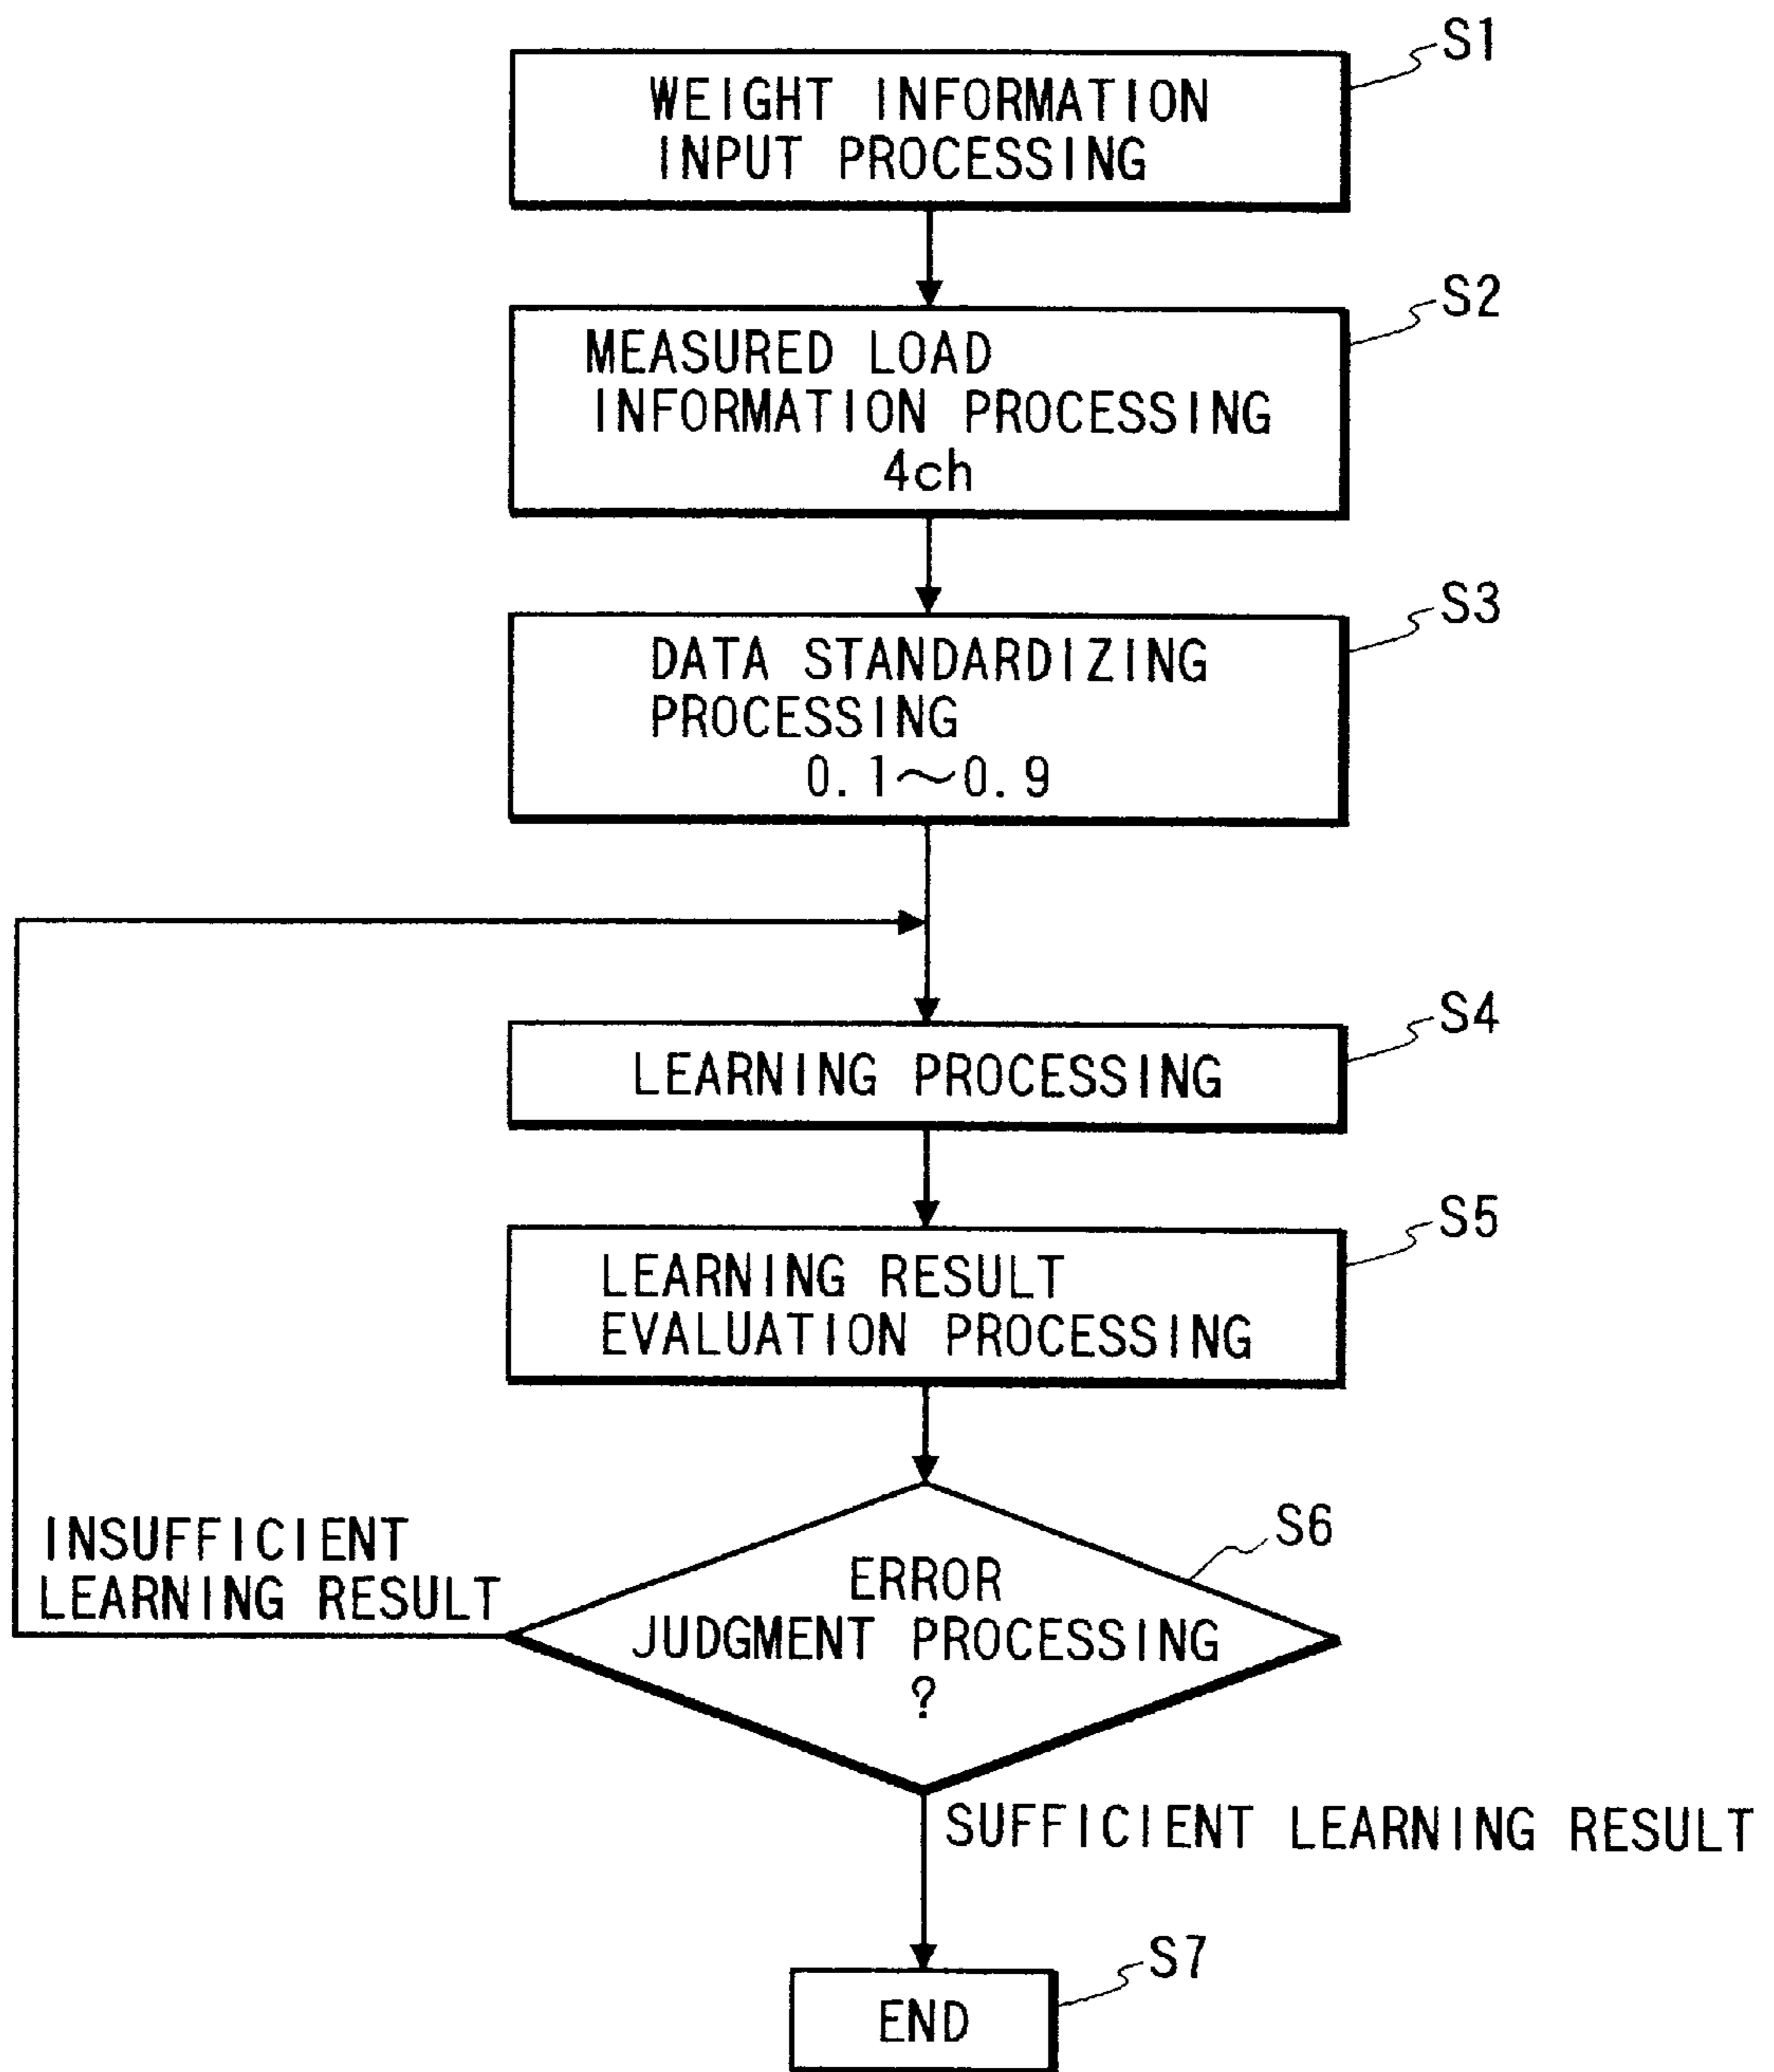 S1
WEIGHT INFORMATION
INPUT PROCESSING
S2
MEASURED LOAD
INFORMATION PROCESSING
4ch
S3
DATA STANDARDIZING
PROCESSING
0.1～0.9
S4
LEARNING PROCESSING
S5
LEARNING RESULT
EVALUATION PROCESSING
S6
ERROR
JUDGMENT PROCESSING
?
INSUFFICIENT
LEARNING RESULT
SUFFICIENT LEARNING RESULT
S7
END